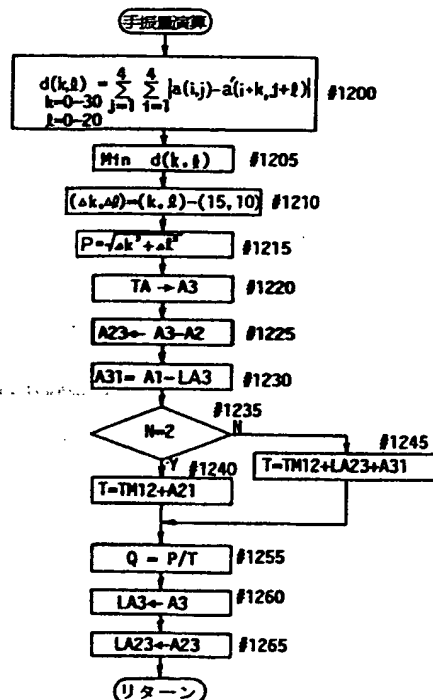 手振量演算
4 4
d(k,ℓ) = Σ Σ |a(i,j)-a'(i+k,j+ℓ)| #1200
k=0-30 j=1 i=1
ℓ=0-20
Min d(k,ℓ) #1205
(Δk,Δℓ)=(k,ℓ)-(15,10) #1210
P=√Δk²+Δℓ² #1215
TA→A3 #1220
A23← A3-A2 #1225
A31= A1-LA3 #1230
#1235
N=2 N
Y #1240 #1245
T=TM12+A21 T=TM12+LA23+A31
Q = P/T #1255
#1260
LA3←A3
LA23←A23 #1265
リターン